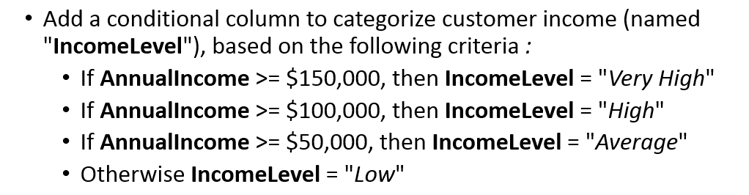 • Add a conditional column to categorize customer income (named
"IncomeLevel"), based on the following criteria :
• If AnnualIncome >= $150,000, then IncomeLevel = "Very High"
• If AnnualIncome >= $100,000, then IncomeLevel = "High"
• If AnnualIncome >= $50,000, then IncomeLevel = "Average"
• Otherwise IncomeLevel = "Low"